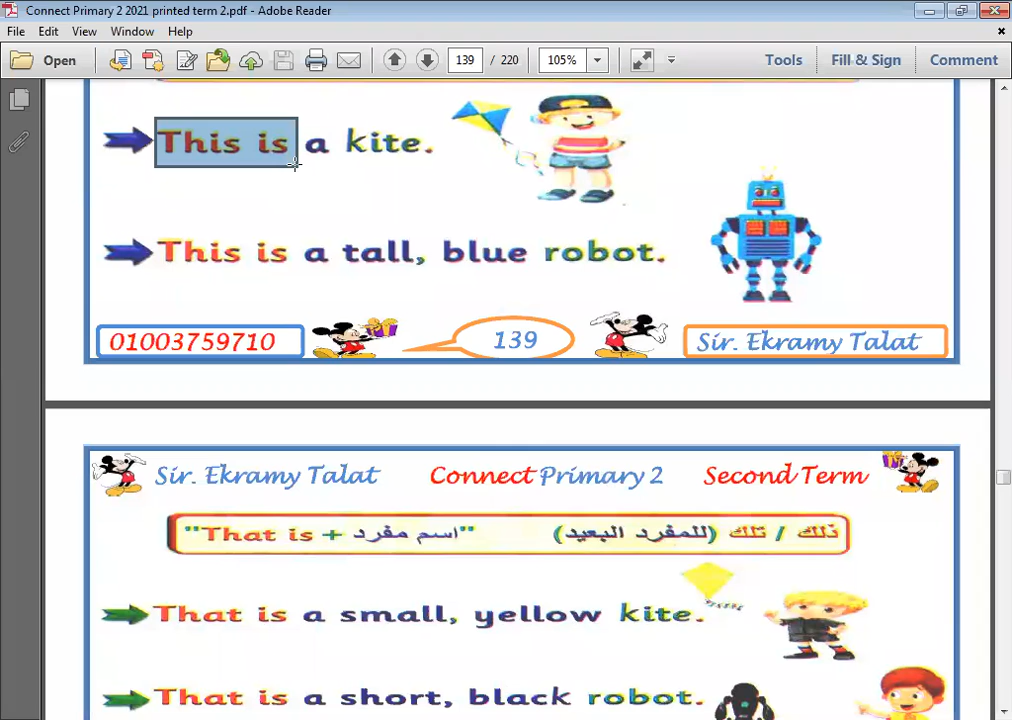 Connect Primary 2 2021 printed term 2.pdf - Adobe Reader
File Edit View Window Help
Open 139 / 220 105% Tools Fill & Sign Comment
This is a kite.
This is a tall, blue robot.
01003759710 139 Sir. Ekramy Talat
Sir. Ekramy Talat Connect Primary 2 Second Term
ذلك / تلك (للمفرد البعيد) "That is + اسم مفرد"
That is a small, yellow kite.
That is a short, black robot.